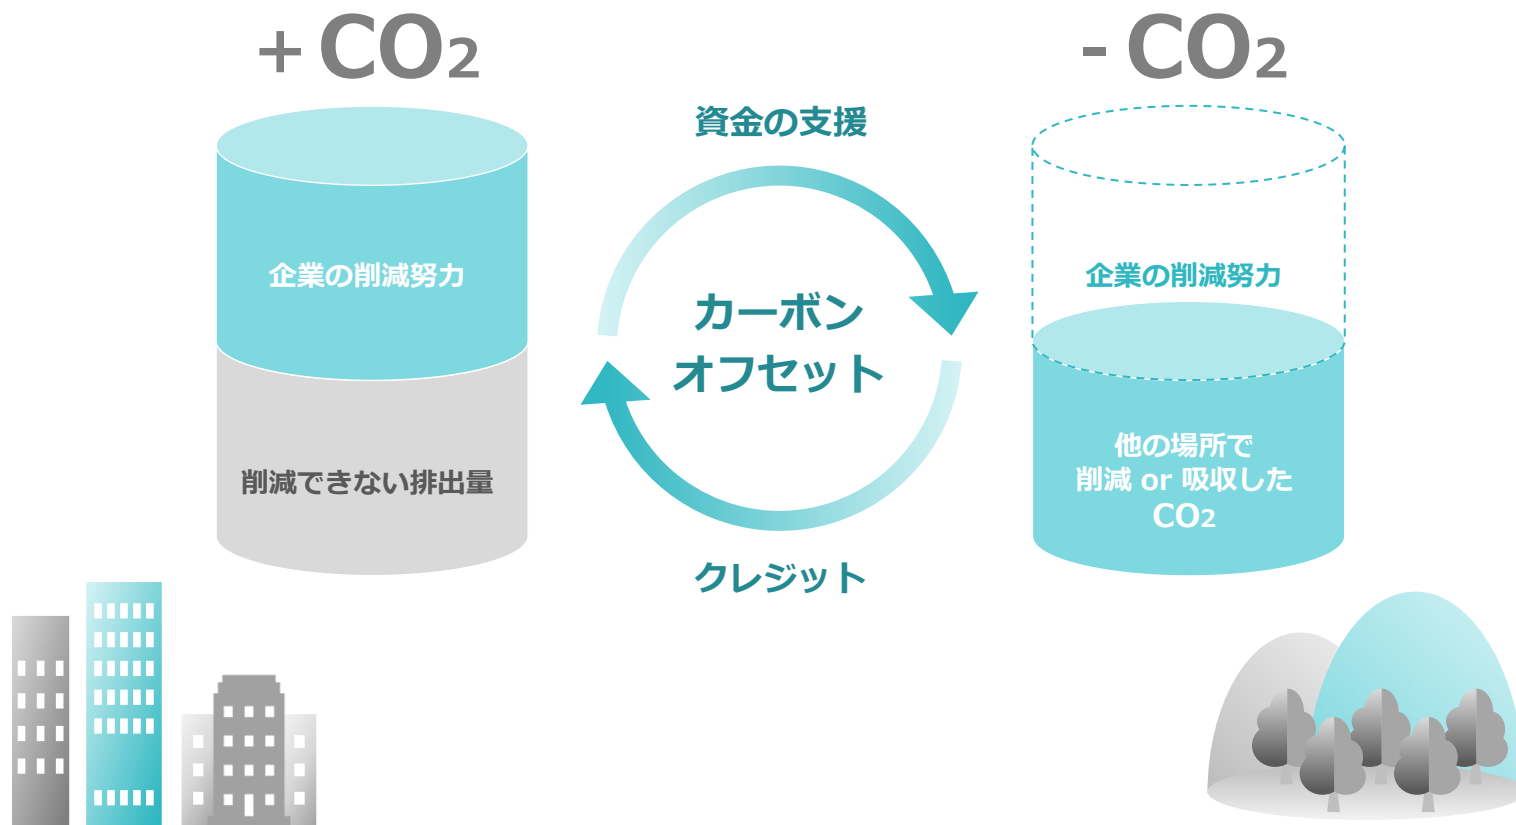 + CO2
- CO2
資金の支援
企業の削減努力
カーボン
オフセット
企業の削減努力
削減できない排出量
他の場所で
削減 or 吸収した
CO2
クレジット